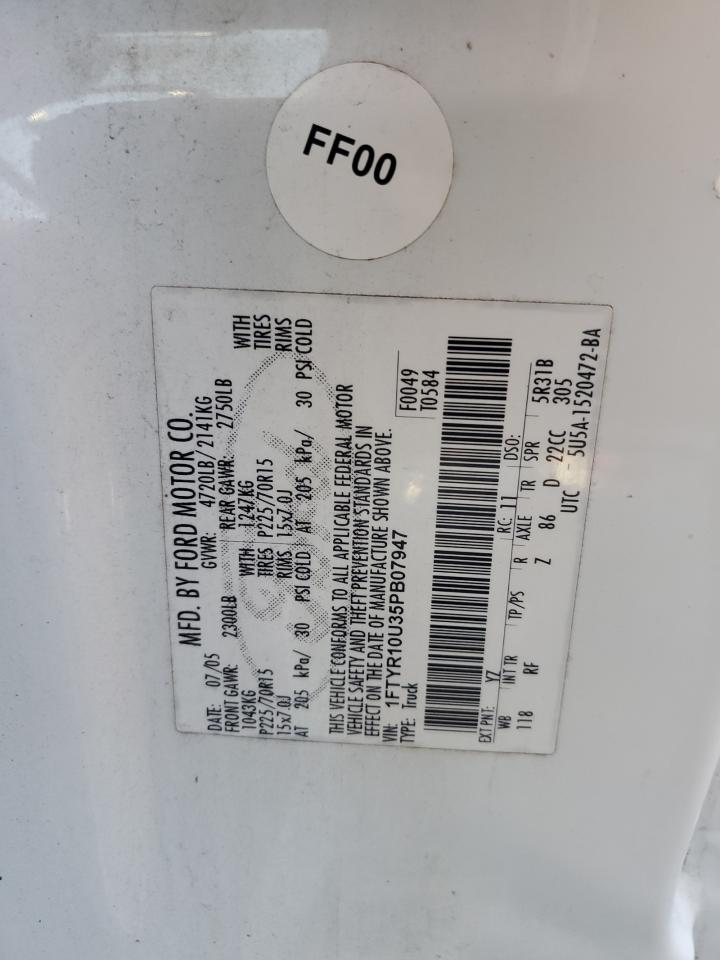 FF00
MFD. BY FORD MOTOR CO.
DATE: 07/05 GVWR: 4720LB/2141KG
FRONT GAWR: 2300LB REAR GAWR: 2750LB
1043KG WITH 1247KG WITH
P225/70R15 TIRES P225/70R15 TIRES
15x7.0J RIMS 15x7.0J RIMS
AT 205 kPa/ 30 PSI COLD AT 205 kPa/ 30 PSI COLD
THIS VEHICLE CONFORMS TO ALL APPLICABLE FEDERAL MOTOR
VEHICLE SAFETY AND THEFT PREVENTION STANDARDS IN
EFFECT ON THE DATE OF MANUFACTURE SHOWN ABOVE.
VIN: 1FTYR10U35PB07947 F0049
TYPE: Truck T0584
EXT PNT: YZ RC: 11 DSO:
WB INT TR TP/PS R AXLE TR SPR 5R31B
118 RF Z 86 D 22CC 305
UTC 5U5A-1520472-BA